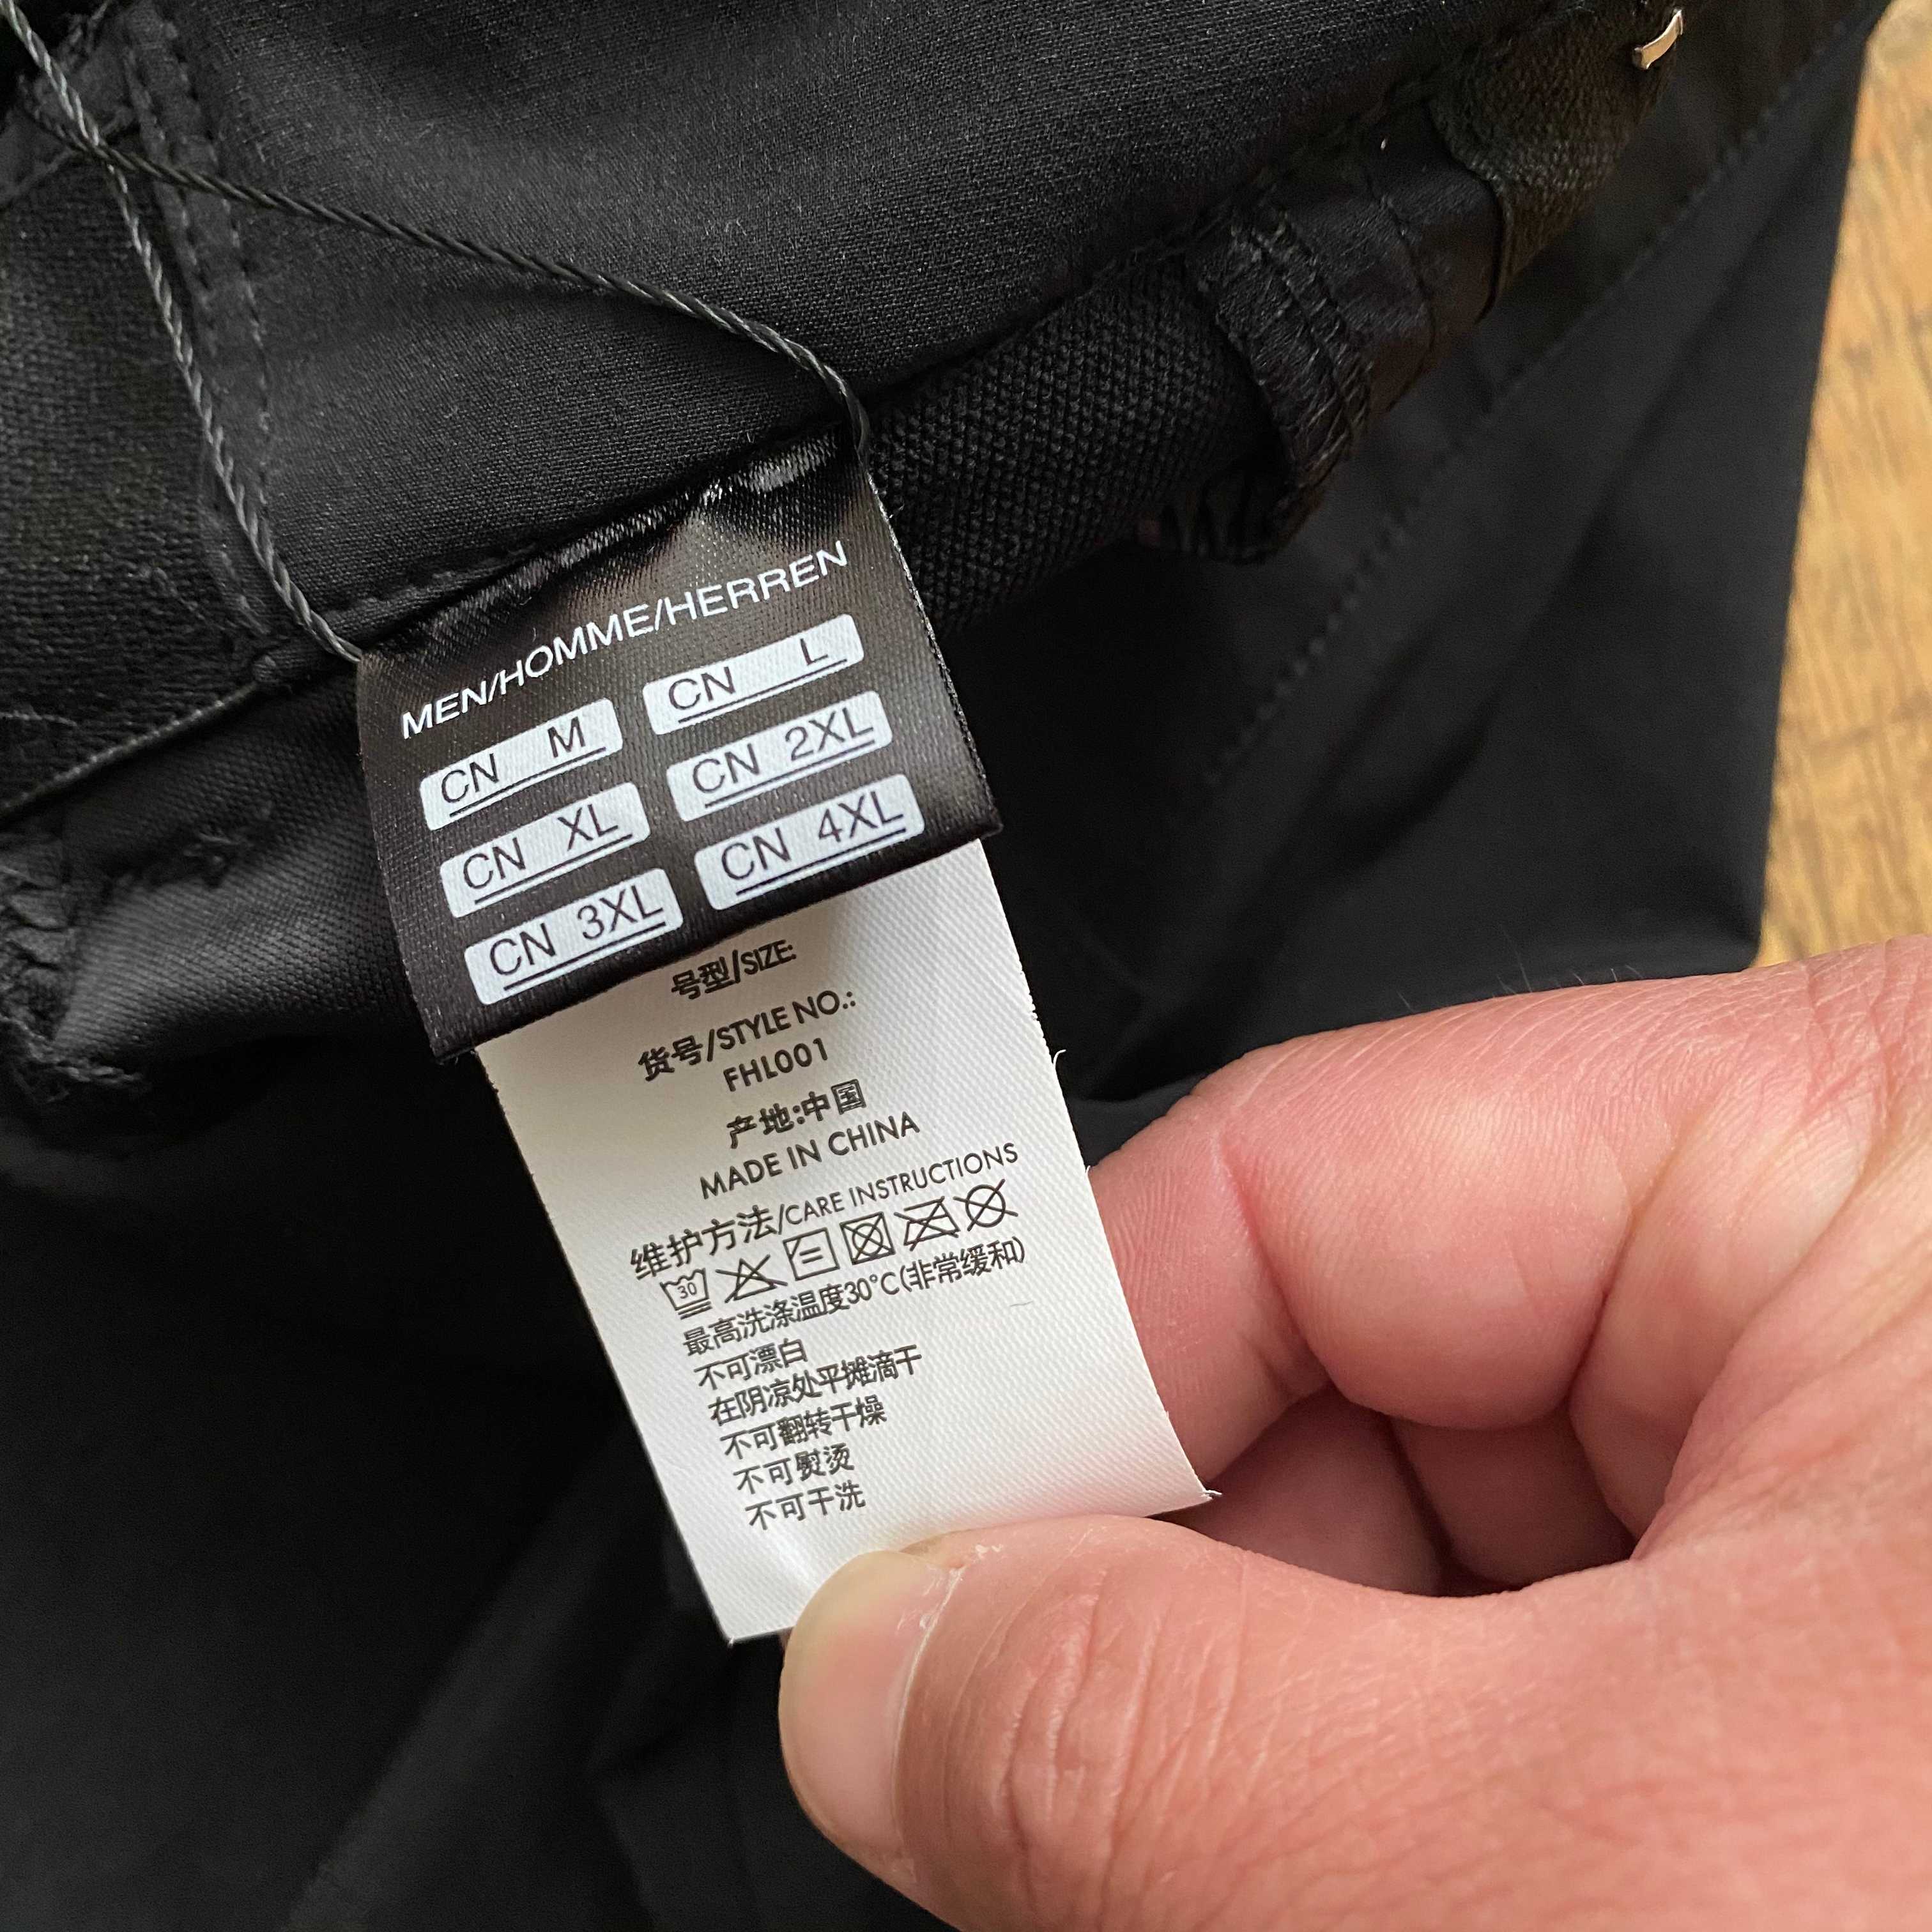 MEN/HOMME/HERREN
CN M CN L
CN XL CN 2XL
CN 3XL CN 4XL
号型/SIZE:
货号/STYLE NO.:
FHL001
产地:中国
MADE IN CHINA
维护方法/CARE INSTRUCTIONS
30
最高洗涤温度30°C(非常缓和)
不可漂白
在阴凉处平摊滴干
不可翻转干燥
不可熨烫
不可干洗